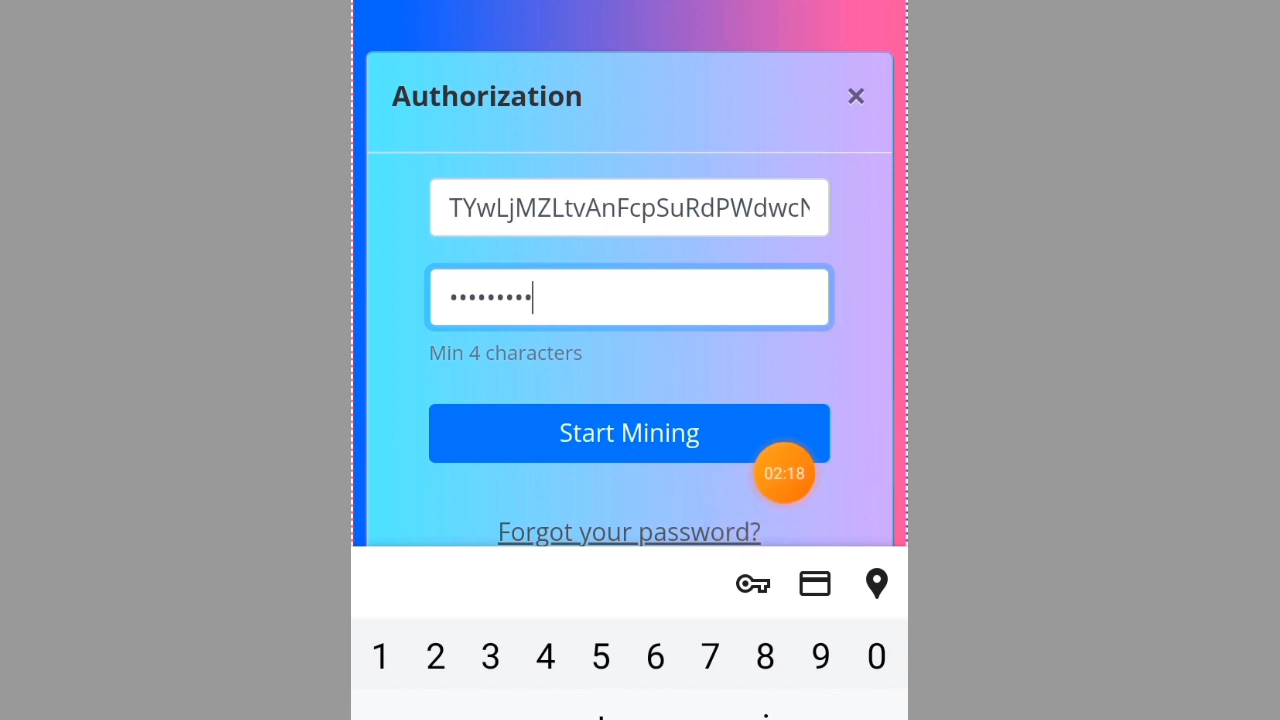 Authorization ×
TYwLjMZLtvAnFcpSuRdPWdwcN
•••••••••
Min 4 characters
Start Mining
02:18
Forgot your password?
1 2 3 4 5 6 7 8 9 0